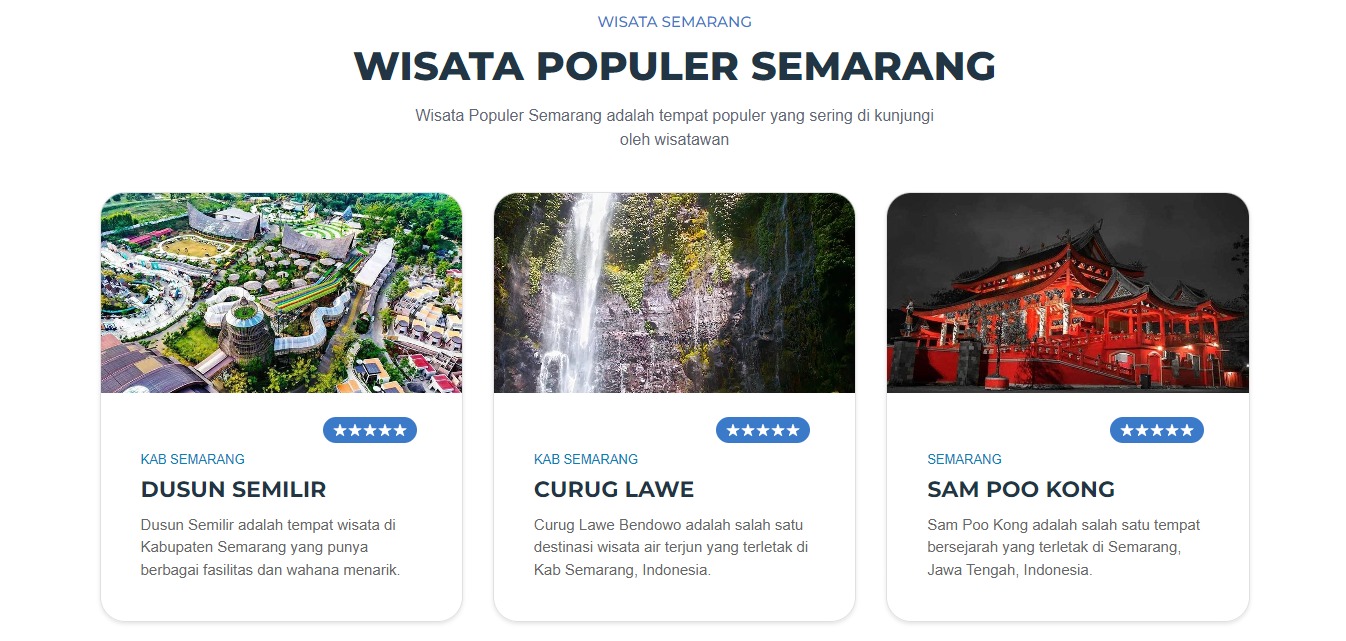 WISATA SEMARANG
WISATA POPULER SEMARANG
Wisata Populer Semarang adalah tempat populer yang sering di kunjungi
oleh wisatawan
KAB SEMARANG
DUSUN SEMILIR
Dusun Semilir adalah tempat wisata di
Kabupaten Semarang yang punya
berbagai fasilitas dan wahana menarik.
KAB SEMARANG
CURUG LAWE
Curug Lawe Bendowo adalah salah satu
destinasi wisata air terjun yang terletak di
Kab Semarang, Indonesia.
SEMARANG
SAM POO KONG
Sam Poo Kong adalah salah satu tempat
bersejarah yang terletak di Semarang,
Jawa Tengah, Indonesia.